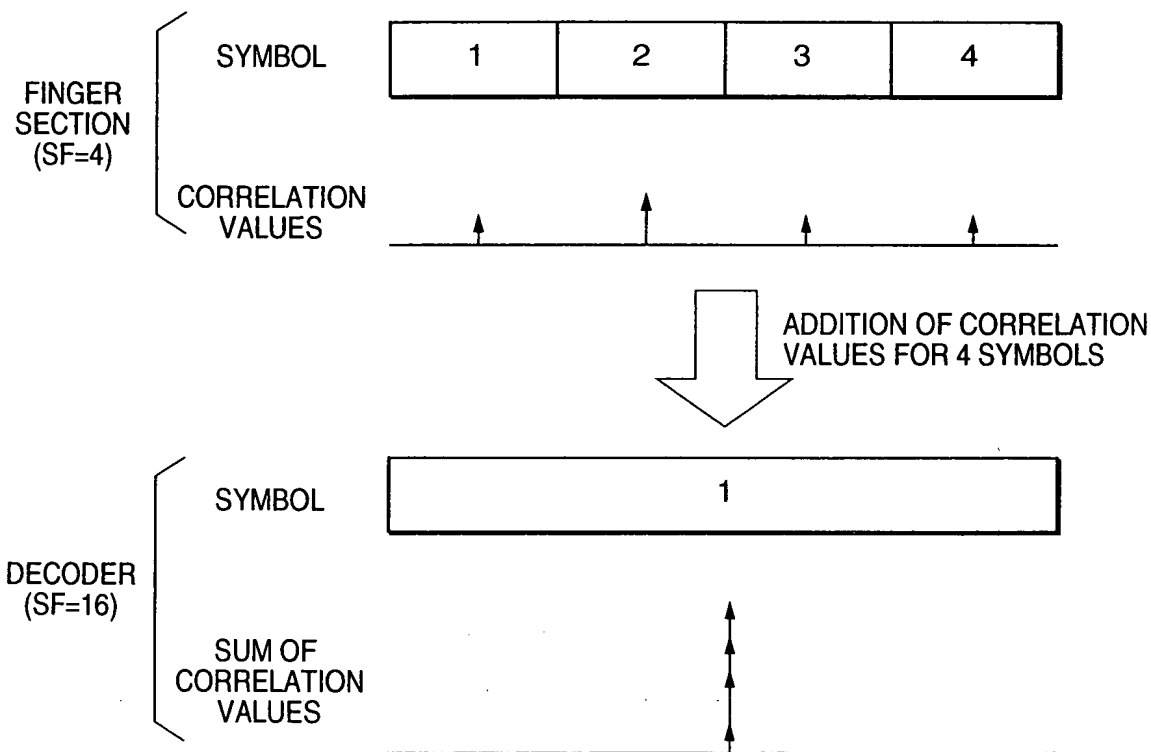 FINGER
SECTION
(SF=4)
SYMBOL
1 2 3 4
CORRELATION
VALUES
ADDITION OF CORRELATION
VALUES FOR 4 SYMBOLS
DECODER
(SF=16)
SYMBOL
1
SUM OF
CORRELATION
VALUES